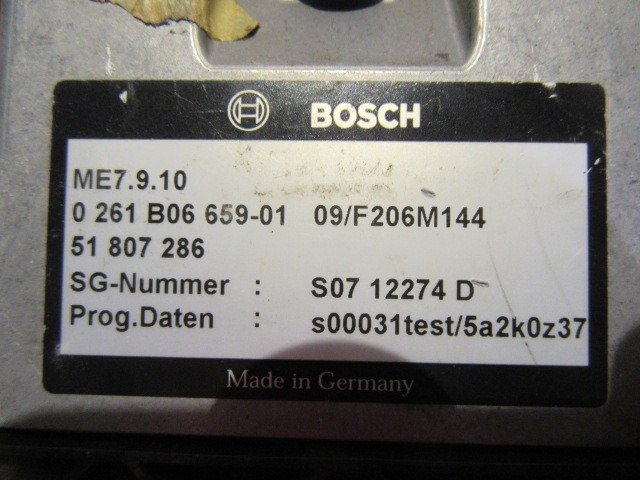 BOSCH
ME7.9.10
0 261 B06 659-01 09/F206M144
51 807 286
SG-Nummer : S07 12274 D
Prog.Daten : s00031test/5a2k0z37
Made in Germany